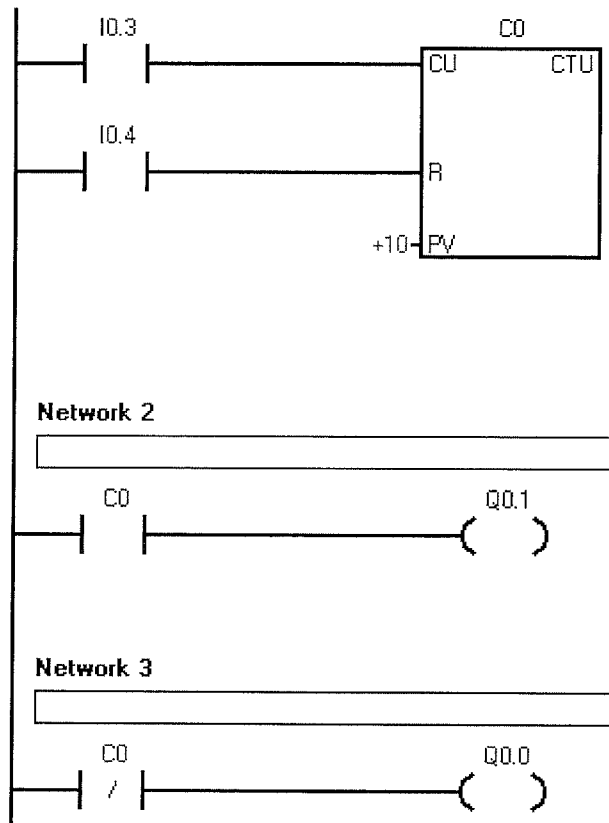 I0.3
C0
CU CTU
I0.4
R
+10 PV
Network 2
C0
Q0.1
Network 3
C0
Q0.0
/